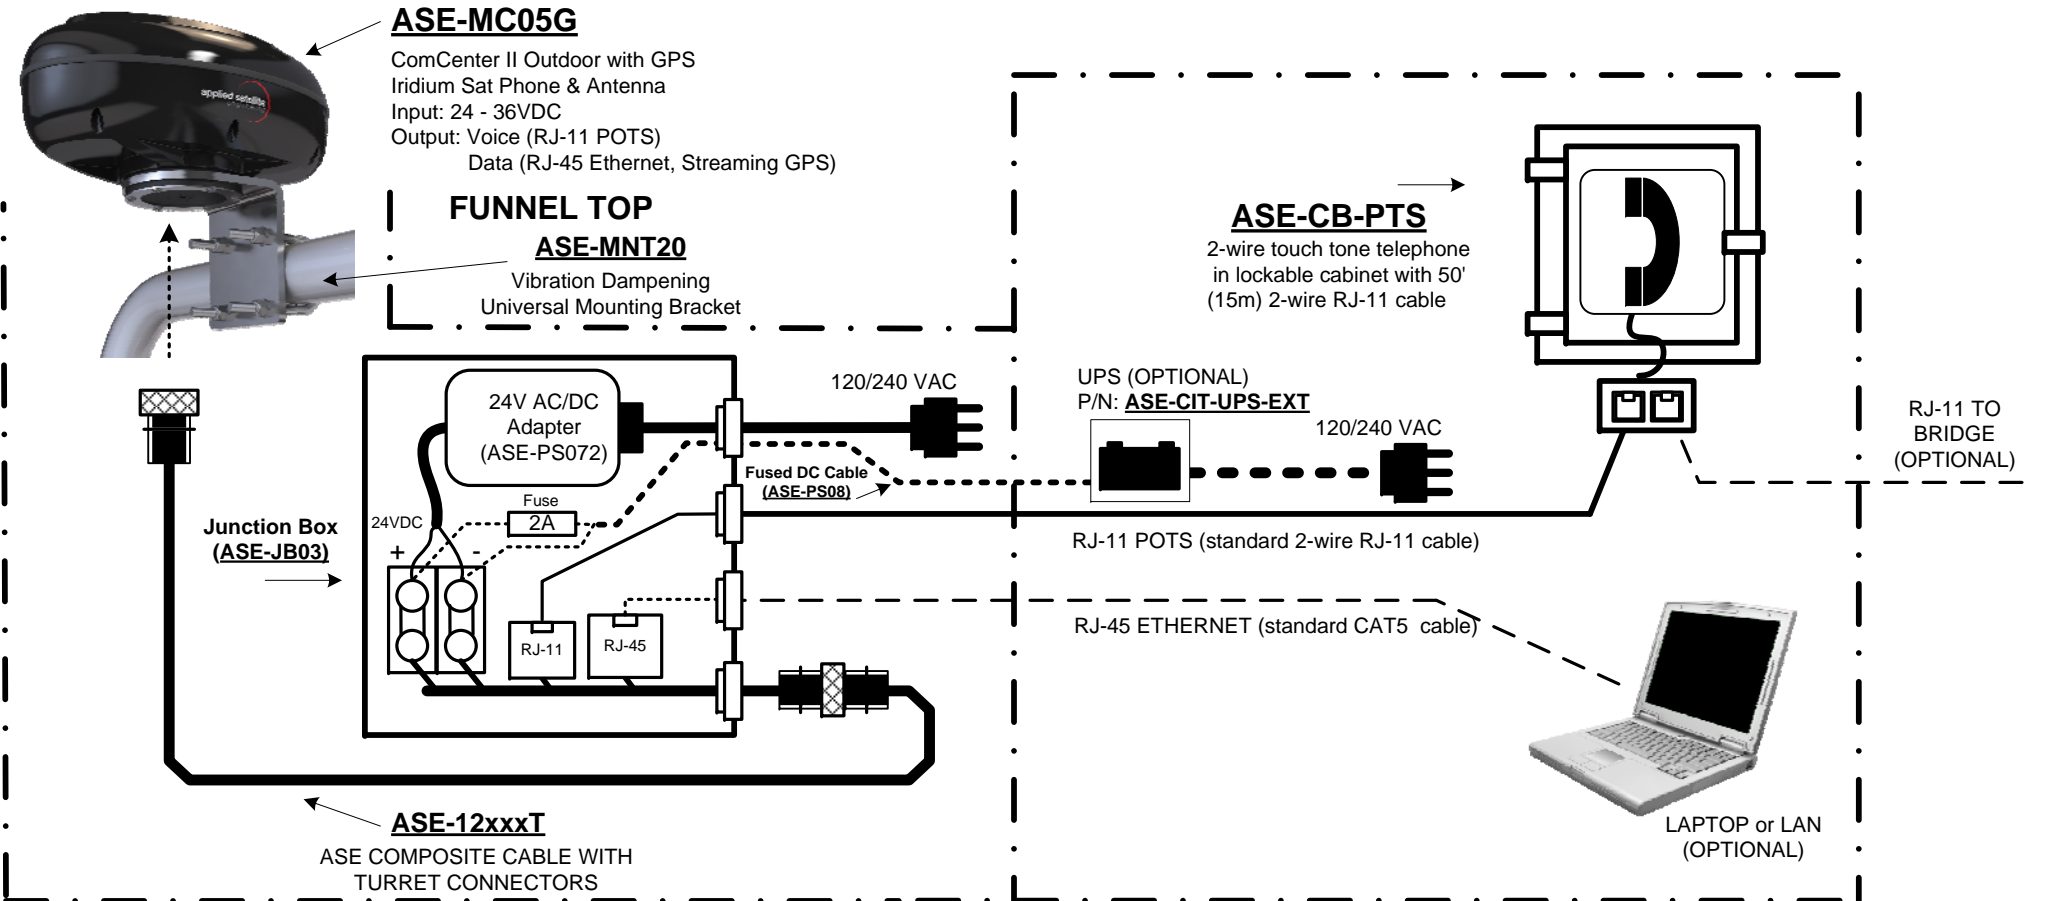 ASE-MC05G
ComCenter II Outdoor with GPS
Iridium Sat Phone & Antenna
Input: 24 - 36VDC
Output: Voice (RJ-11 POTS)
Data (RJ-45 Ethernet, Streaming GPS)
applied satellite
FUNNEL TOP
ASE-MNT20
Vibration Dampening
Universal Mounting Bracket
ASE-CB-PTS
2-wire touch tone telephone
in lockable cabinet with 50'
(15m) 2-wire RJ-11 cable
24V AC/DC
Adapter
(ASE-PS072)
120/240 VAC
UPS (OPTIONAL)
P/N: ASE-CIT-UPS-EXT
120/240 VAC
RJ-11 TO
BRIDGE
(OPTIONAL)
Fused DC Cable
(ASE-PS08)
Fuse
2A
24VDC
+ -
Junction Box
(ASE-JB03)
RJ-11 POTS (standard 2-wire RJ-11 cable)
RJ-11
RJ-45
RJ-45 ETHERNET (standard CAT5 cable)
LAPTOP or LAN
(OPTIONAL)
ASE-12xxxT
ASE COMPOSITE CABLE WITH
TURRET CONNECTORS